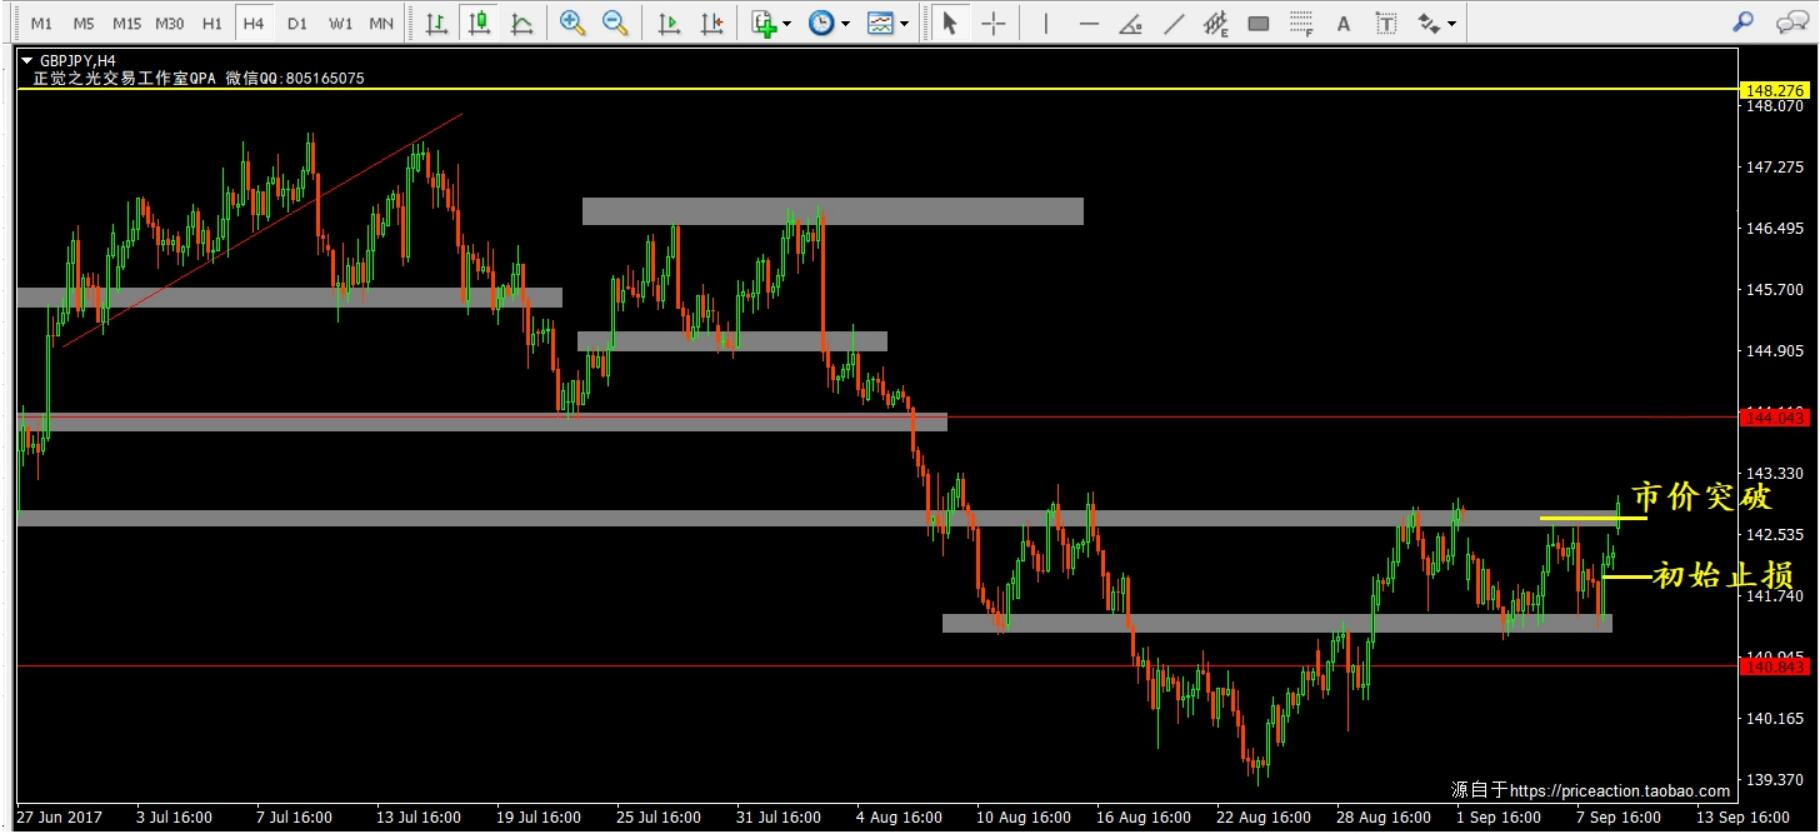 M1 M5 M15 M30 H1 H4 D1 W1 MN E F A T
GBPJPY,H4
正觉之光交易工作室QPA 微信QQ:805165075
148.276
148.070
147.275
146.495
145.700
144.905
144.043
143.330
市价突破
142.535
初始止损
141.740
140.945
140.843
140.165
139.370
源自于https://priceaction.taobao.com
27 Jun 2017 3 Jul 16:00 7 Jul 16:00 13 Jul 16:00 19 Jul 16:00 25 Jul 16:00 31 Jul 16:00 4 Aug 16:00 10 Aug 16:00 16 Aug 16:00 22 Aug 16:00 28 Aug 16:00 1 Sep 16:00 7 Sep 16:00 13 Sep 16:00